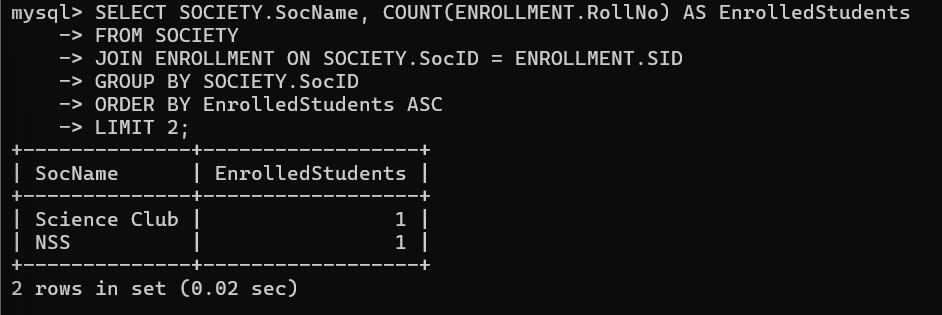 mysql> SELECT SOCIETY.SocName, COUNT(ENROLLMENT.RollNo) AS EnrolledStudents
    -> FROM SOCIETY
    -> JOIN ENROLLMENT ON SOCIETY.SocID = ENROLLMENT.SID
    -> GROUP BY SOCIETY.SocID
    -> ORDER BY EnrolledStudents ASC
    -> LIMIT 2;
+--------------+------------------+
| SocName      | EnrolledStudents |
+--------------+------------------+
| Science Club |                1 |
| NSS          |                1 |
+--------------+------------------+
2 rows in set (0.02 sec)